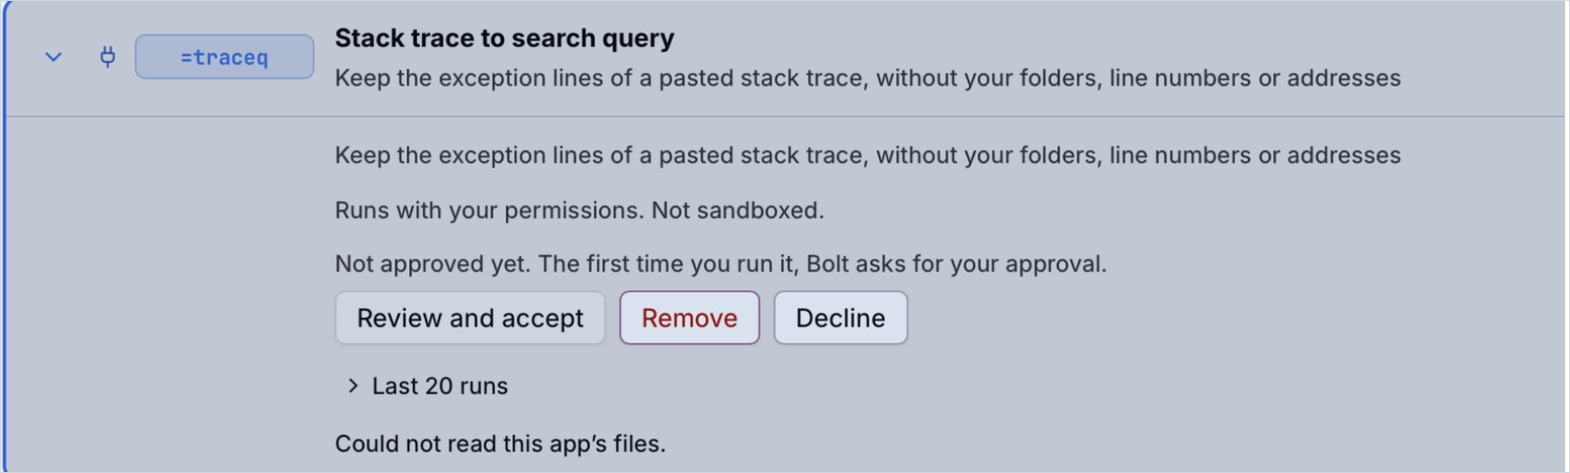 =traceq
Stack trace to search query
Keep the exception lines of a pasted stack trace, without your folders, line numbers or addresses
Keep the exception lines of a pasted stack trace, without your folders, line numbers or addresses
Runs with your permissions. Not sandboxed.
Not approved yet. The first time you run it, Bolt asks for your approval.
Review and accept
Remove
Decline
Last 20 runs
Could not read this app’s files.